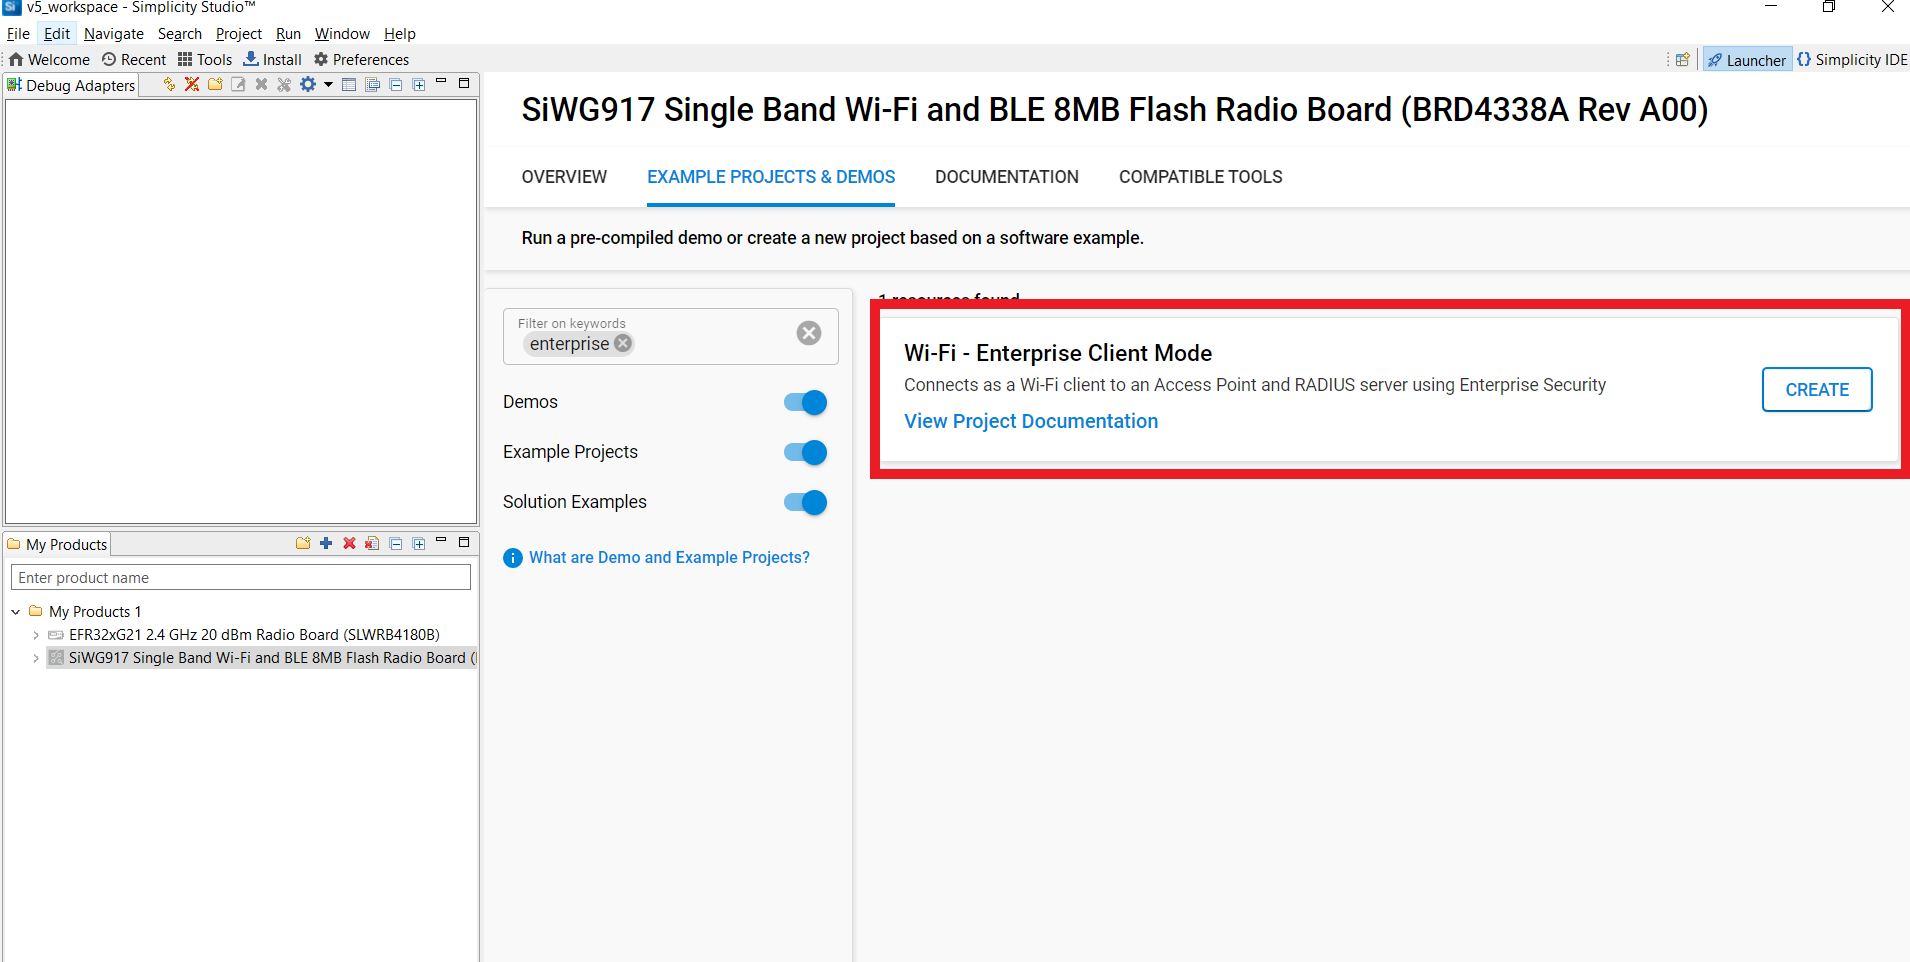 v5_workspace - Simplicity Studio™
File Edit Navigate Search Project Run Window Help
Welcome Recent Tools Install Preferences
Launcher Simplicity IDE
Debug Adapters
SiWG917 Single Band Wi-Fi and BLE 8MB Flash Radio Board (BRD4338A Rev A00)
OVERVIEW EXAMPLE PROJECTS & DEMOS DOCUMENTATION COMPATIBLE TOOLS
Run a pre-compiled demo or create a new project based on a software example.
Filter on keywords
enterprise
Demos
Example Projects
Solution Examples
What are Demo and Example Projects?
1 resources found
Wi-Fi - Enterprise Client Mode
Connects as a Wi-Fi client to an Access Point and RADIUS server using Enterprise Security
View Project Documentation
CREATE
My Products
Enter product name
My Products 1
EFR32xG21 2.4 GHz 20 dBm Radio Board (SLWRB4180B)
SiWG917 Single Band Wi-Fi and BLE 8MB Flash Radio Board (